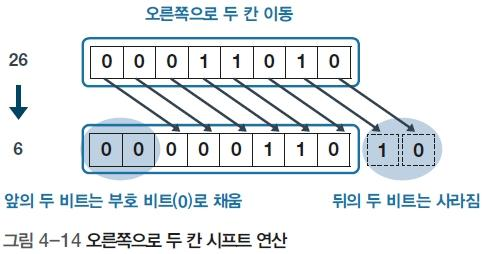 오른쪽으로 두 칸 이동
26
0 0 0 1 1 0 1 0
6
0 0 0 0 0 1 1 0 1 0
앞의 두 비트는 부호 비트(0)로 채움 뒤의 두 비트는 사라짐
그림 4-14 오른쪽으로 두 칸 시프트 연산